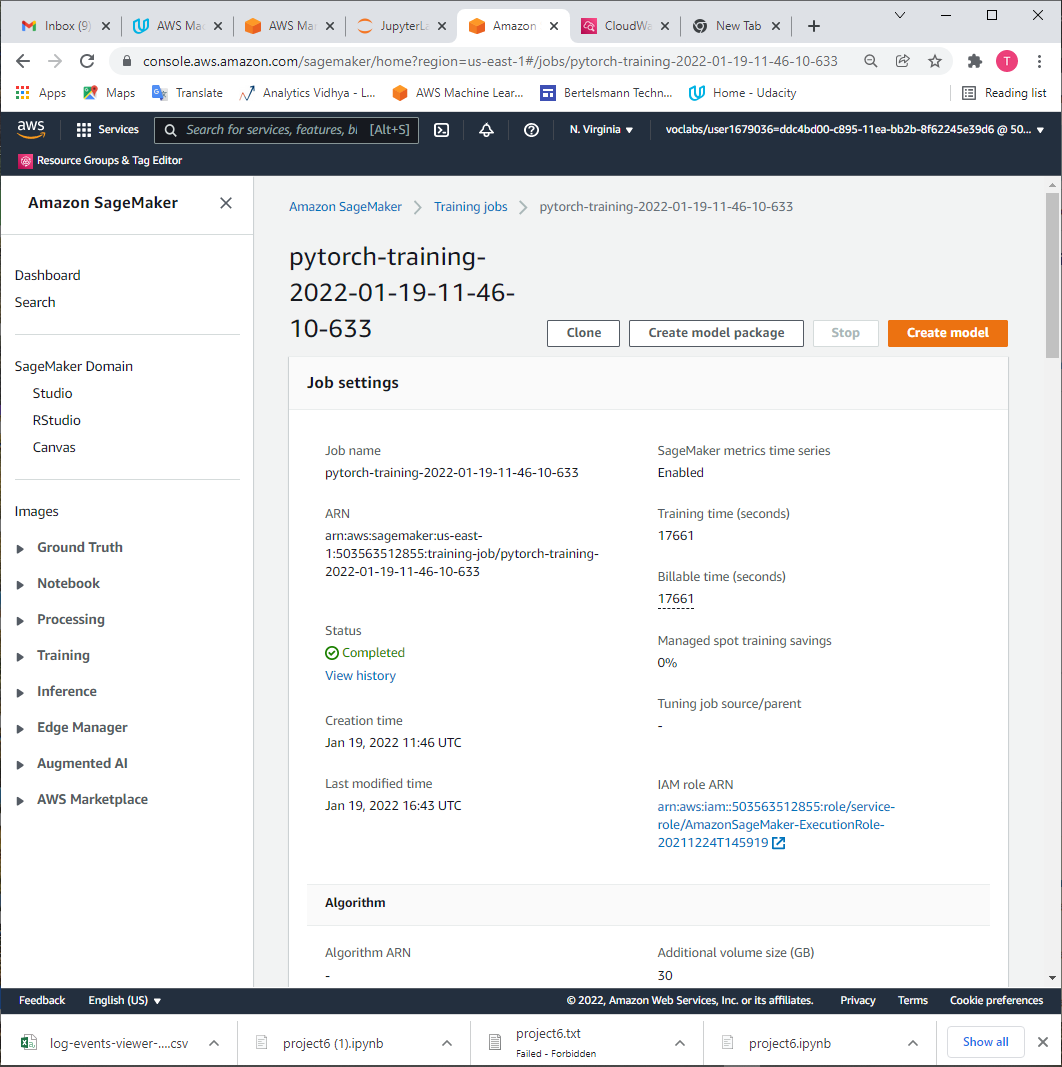 Inbox (9)
AWS Mac
AWS Mar
JupyterLa
Amazon
CloudWa
New Tab
console.aws.amazon.com/sagemaker/home?region=us-east-1#/jobs/pytorch-training-2022-01-19-11-46-10-633
T
Apps
Maps
Translate
Analytics Vidhya - L...
AWS Machine Lear...
Bertelsmann Techn...
Home - Udacity
Reading list
aws
Services
Search for services, features, bl
[Alt+S]
N. Virginia
voclabs/user1679036=ddc4bd00-c895-11ea-bb2b-8f62245e39d6 @ 50...
Resource Groups & Tag Editor
Amazon SageMaker
Dashboard
Search
SageMaker Domain
Studio
RStudio
Canvas
Images
Ground Truth
Notebook
Processing
Training
Inference
Edge Manager
Augmented AI
AWS Marketplace
Amazon SageMaker
Training jobs
pytorch-training-2022-01-19-11-46-10-633
pytorch-training-
2022-01-19-11-46-
10-633
Clone
Create model package
Stop
Create model
Job settings
Job name
pytorch-training-2022-01-19-11-46-10-633
ARN
arn:aws:sagemaker:us-east-
1:503563512855:training-job/pytorch-training-
2022-01-19-11-46-10-633
Status
Completed
View history
Creation time
Jan 19, 2022 11:46 UTC
Last modified time
Jan 19, 2022 16:43 UTC
SageMaker metrics time series
Enabled
Training time (seconds)
17661
Billable time (seconds)
17661
Managed spot training savings
0%
Tuning job source/parent
-
IAM role ARN
arn:aws:iam::503563512855:role/service-
role/AmazonSageMaker-ExecutionRole-
20211224T145919
Algorithm
Algorithm ARN
-
Additional volume size (GB)
30
Feedback
English (US)
© 2022, Amazon Web Services, Inc. or its affiliates.
Privacy
Terms
Cookie preferences
log-events-viewer-....csv
project6 (1).ipynb
project6.txt
Failed - Forbidden
project6.ipynb
Show all